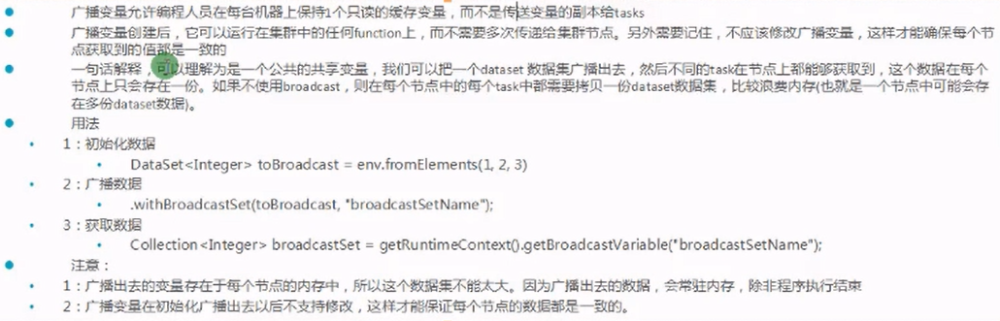 广播变量允许编程人员在每台机器上保持1个只读的缓存变量，而不是传送变量的副本给tasks
广播变量创建后，它可以运行在集群中的任何function上，而不需要多次传递给集群节点。另外需要记住，不应该修改广播变量，这样才能确保每个节
点获取到的值都是一致的
一句话解释，可以理解为是一个公共的共享变量，我们可以把一个dataset 数据集广播出去，然后不同的task在节点上都能够获取到，这个数据在每个
节点上只会存在一份。如果不使用broadcast，则在每个节点中的每个task中都需要拷贝一份dataset数据集，比较浪费内存(也就是一个节点中可能会存
在多份dataset数据)。
用法
1：初始化数据
DataSet<Integer> toBroadcast = env.fromElements(1, 2, 3)
2：广播数据
.withBroadcastSet(toBroadcast, "broadcastSetName");
3：获取数据
Collection<Integer> broadcastSet = getRuntimeContext().getBroadcastVariable("broadcastSetName");
注意：
1：广播出去的变量存在于每个节点的内存中，所以这个数据集不能太大。因为广播出去的数据，会常驻内存，除非程序执行结束
2：广播变量在初始化广播出去以后不支持修改，这样才能保证每个节点的数据都是一致的。